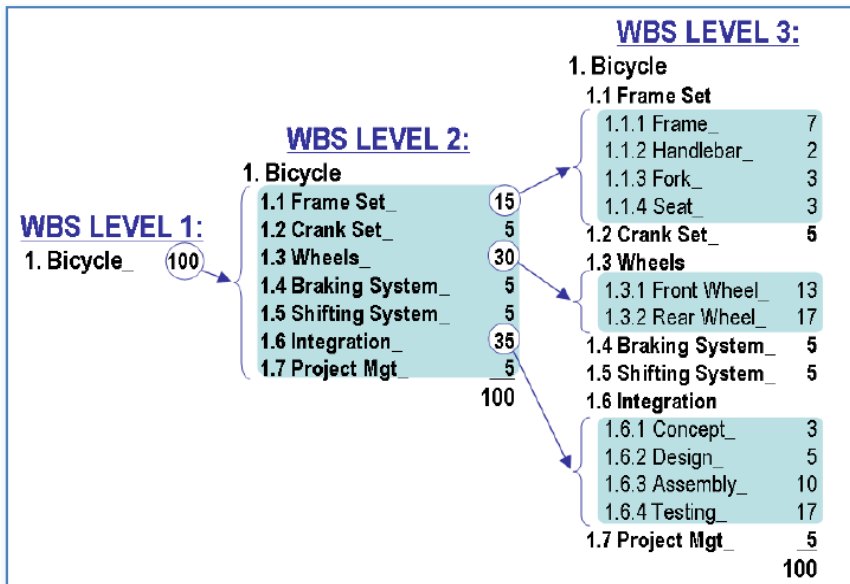 WBS LEVEL 1:
1. Bicycle_ 100
WBS LEVEL 2:
1. Bicycle
1.1 Frame Set_ 15
1.2 Crank Set_ 5
1.3 Wheels_ 30
1.4 Braking System_ 5
1.5 Shifting System_ 5
1.6 Integration_ 35
1.7 Project Mgt_ 5
100
WBS LEVEL 3:
1. Bicycle
1.1 Frame Set
1.1.1 Frame_ 7
1.1.2 Handlebar_ 2
1.1.3 Fork_ 3
1.1.4 Seat_ 3
1.2 Crank Set_ 5
1.3 Wheels
1.3.1 Front Wheel_ 13
1.3.2 Rear Wheel_ 17
1.4 Braking System_ 5
1.5 Shifting System_ 5
1.6 Integration
1.6.1 Concept_ 3
1.6.2 Design_ 5
1.6.3 Assembly_ 10
1.6.4 Testing_ 17
1.7 Project Mgt_ 5
100